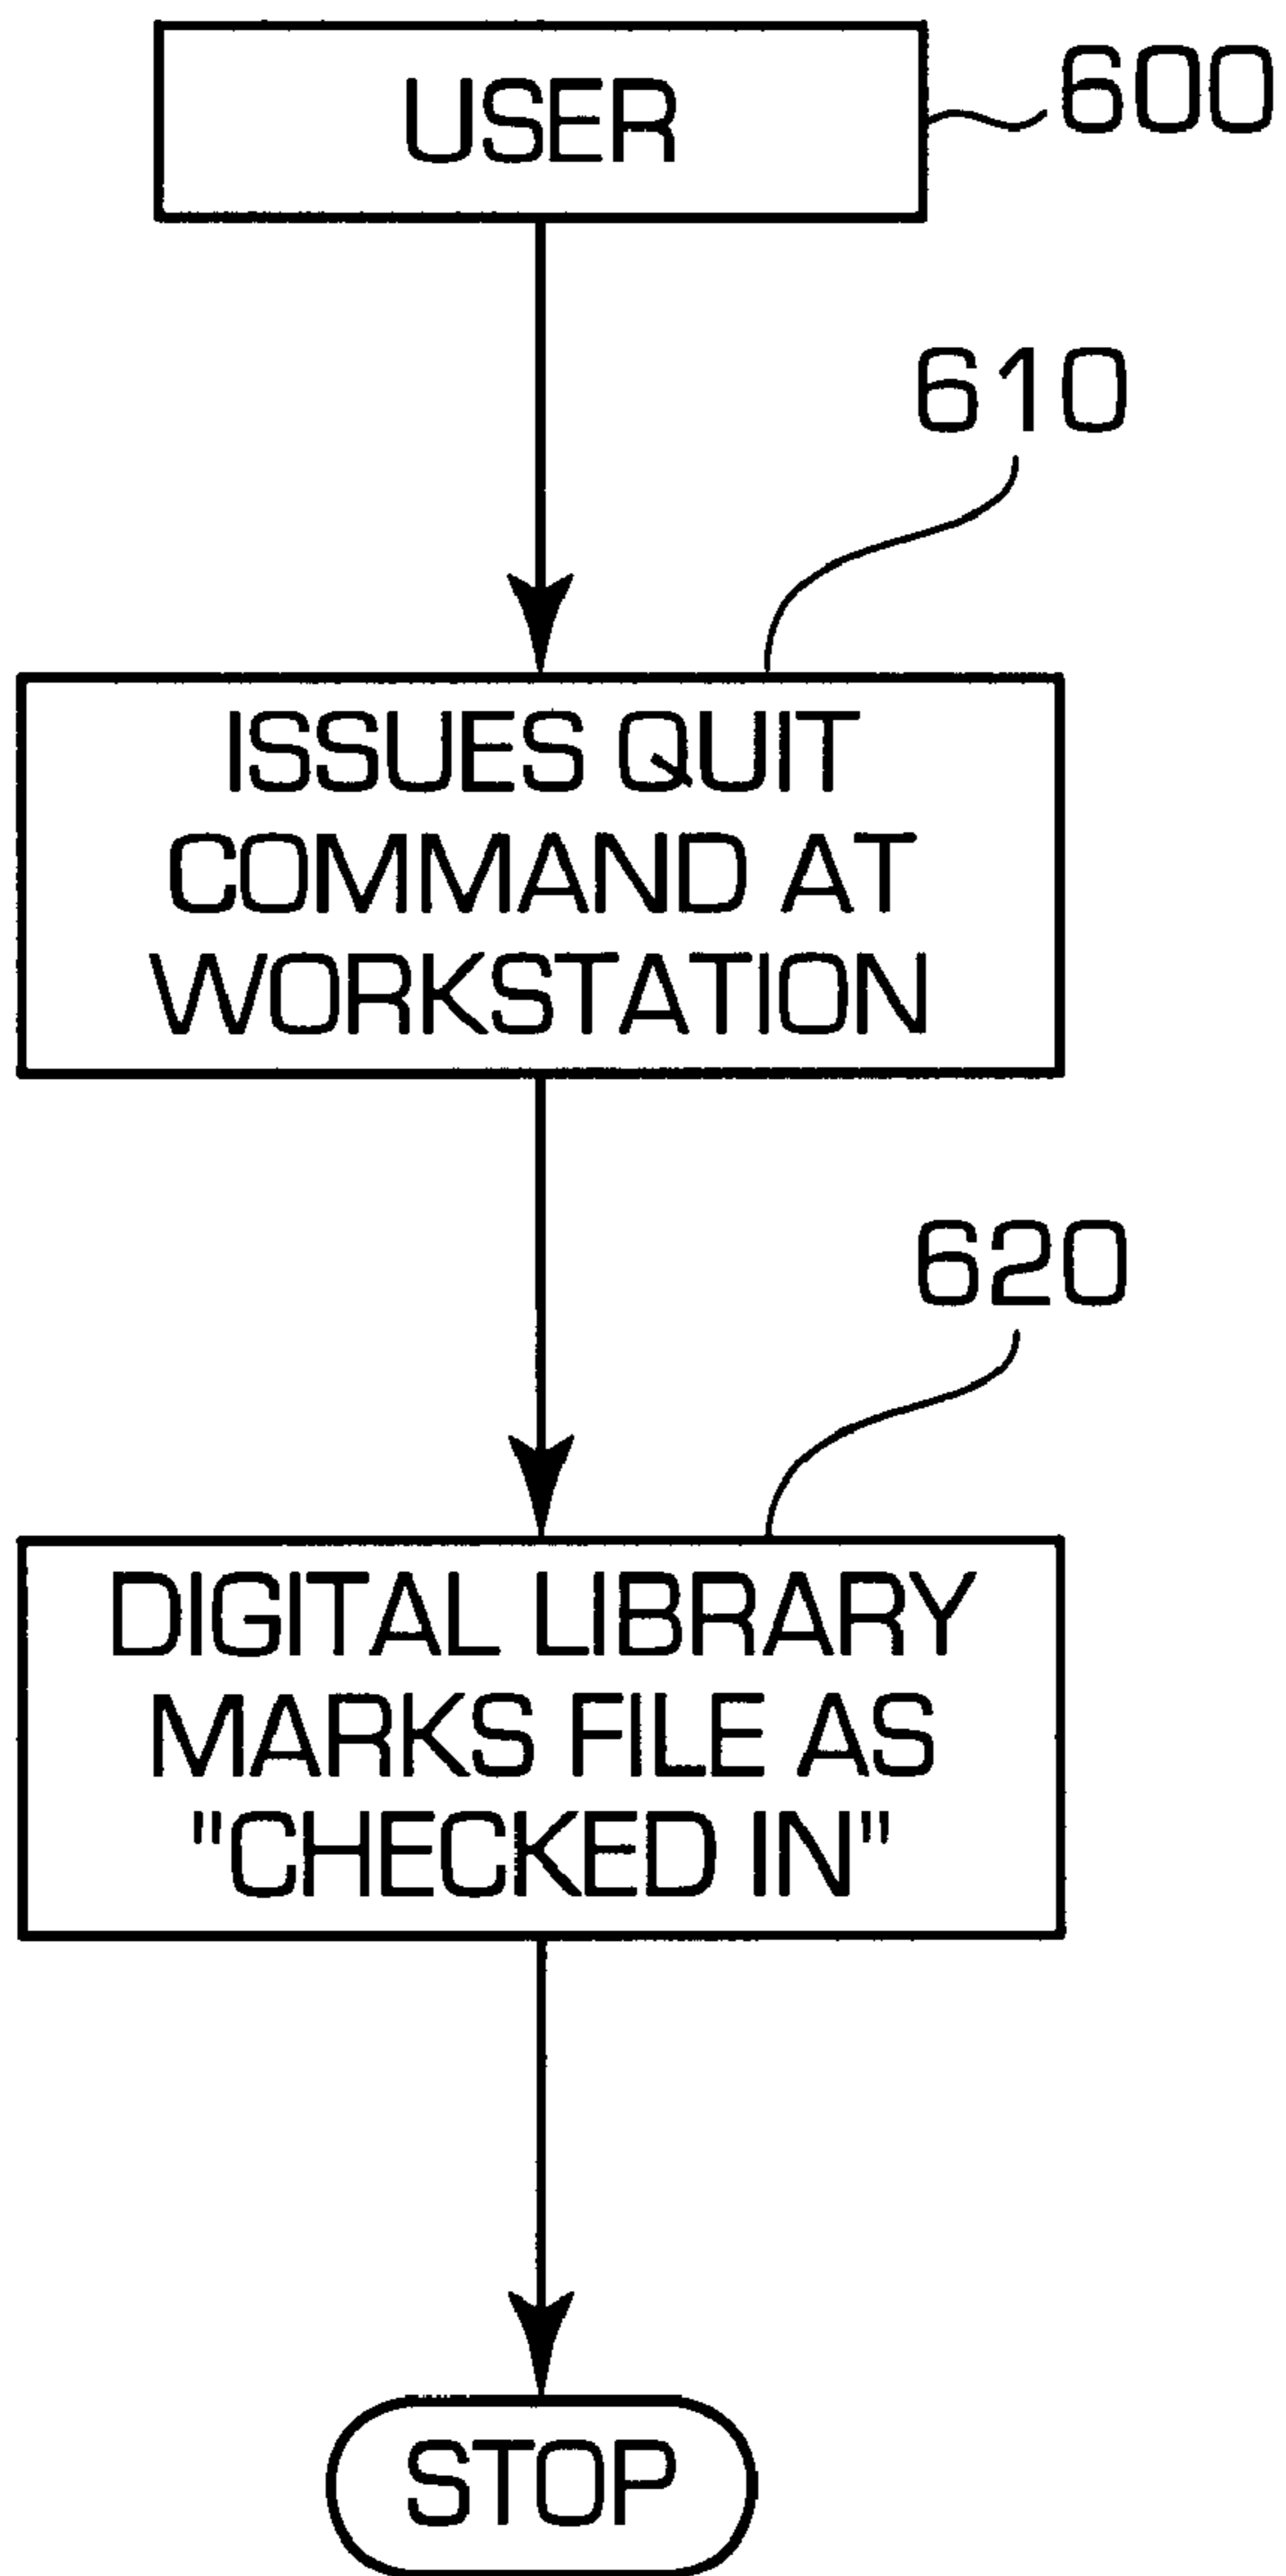 USER
600
610
ISSUES QUIT
COMMAND AT
WORKSTATION
620
DIGITAL LIBRARY
MARKS FILE AS
"CHECKED IN"
STOP